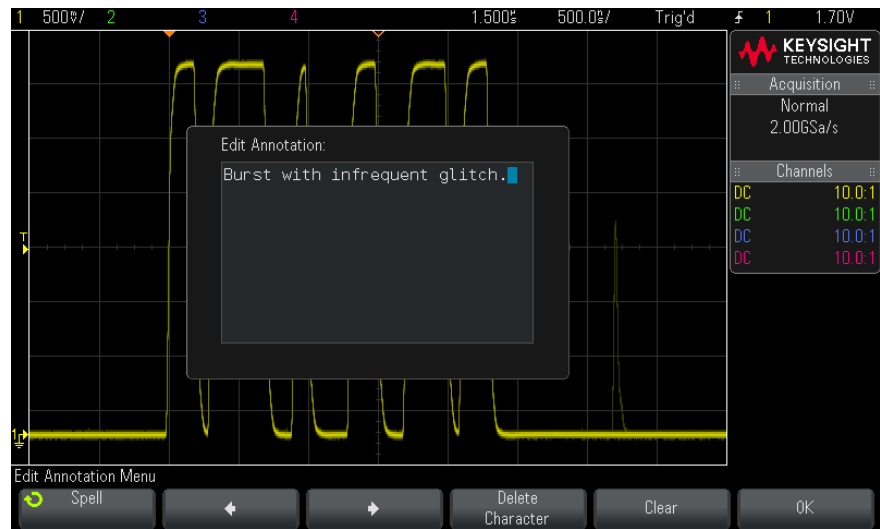 1 500℧/ 2 3 4 1.500s 500.0s/ Trig'd 1 1.70V
KEYSIGHT
TECHNOLOGIES
Acquisition
Normal
2.00GSa/s
Channels
DC 10.0:1
DC 10.0:1
DC 10.0:1
DC 10.0:1
Edit Annotation:
Burst with infrequent glitch.
T
1
Edit Annotation Menu
Spell
Delete
Character
Clear
OK